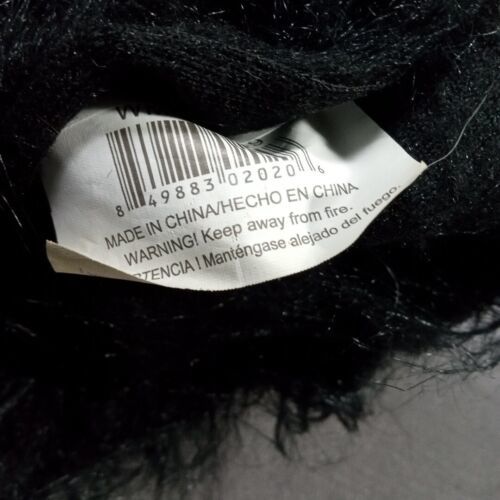 8 49883 02020 6
MADE IN CHINA/HECHO EN CHINA
WARNING! Keep away from fire.
RTENCIA ! Manténgase alejado del fuego.